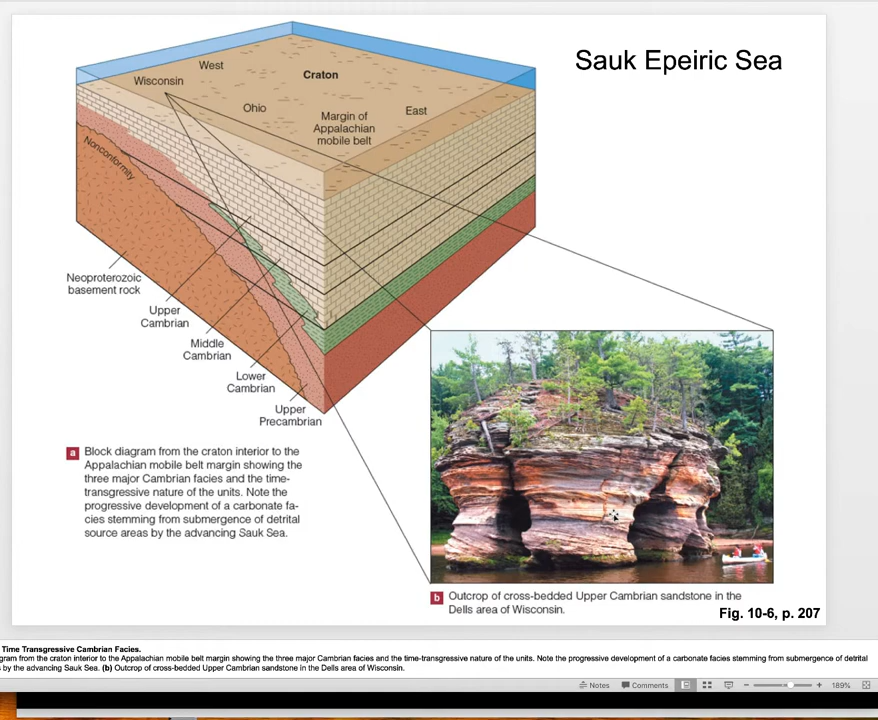 Sauk Epeiric Sea
West
Craton
Wisconsin
Ohio
East
Margin of
Appalachian
mobile belt
Nonconformity
Neoproterozoic
basement rock
Upper
Cambrian
Middle
Cambrian
Lower
Cambrian
Upper
Precambrian
a Block diagram from the craton interior to the
Appalachian mobile belt margin showing the
three major Cambrian facies and the time-
transgressive nature of the units. Note the
progressive development of a carbonate fa-
cies stemming from submergence of detrital
source areas by the advancing Sauk Sea.
b Outcrop of cross-bedded Upper Cambrian sandstone in the
Dells area of Wisconsin.
Fig. 10-6, p. 207
Time Transgressive Cambrian Facies.
gram from the craton interior to the Appalachian mobile belt margin showing the three major Cambrian facies and the time-transgressive nature of the units. Note the progressive development of a carbonate facies stemming from submergence of detrital
s by the advancing Sauk Sea. (b) Outcrop of cross-bedded Upper Cambrian sandstone in the Dells area of Wisconsin.
Notes
Comments
189%